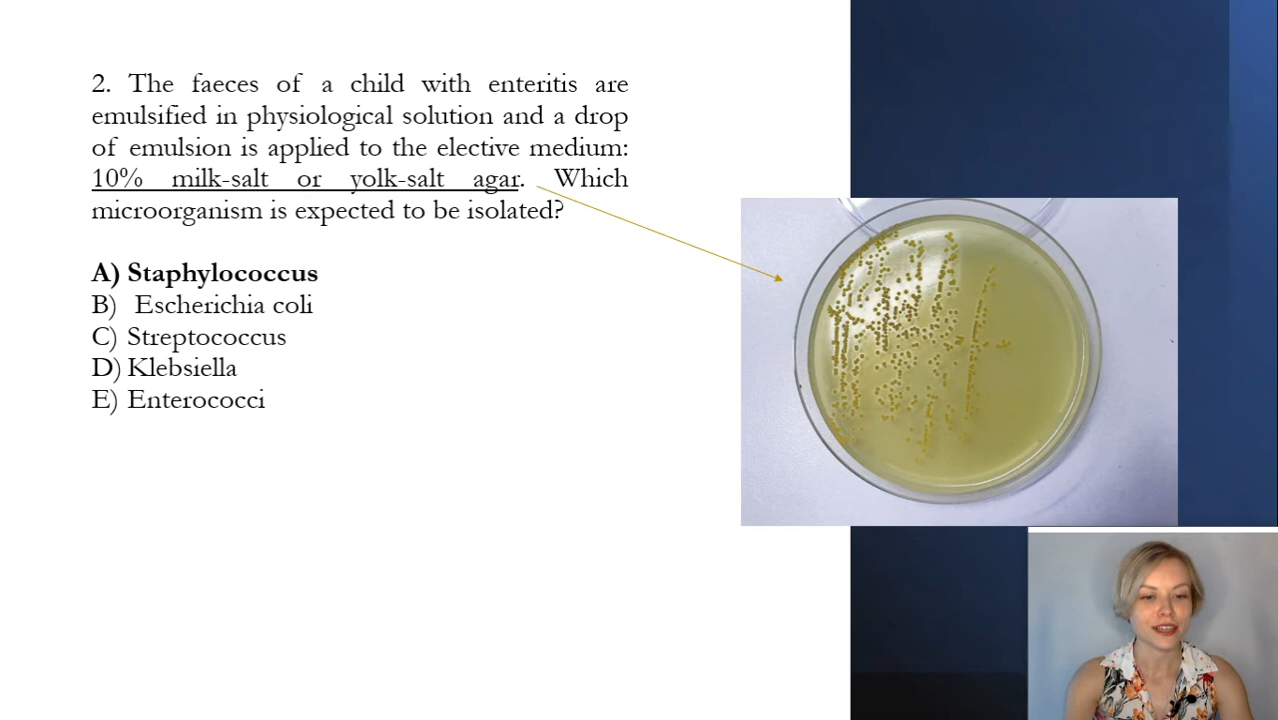 2. The faeces of a child with enteritis are
emulsified in physiological solution and a drop
of emulsion is applied to the elective medium:
10% milk-salt or yolk-salt agar. Which
microorganism is expected to be isolated?
A) Staphylococcus
B) Escherichia coli
C) Streptococcus
D) Klebsiella
E) Enterococci